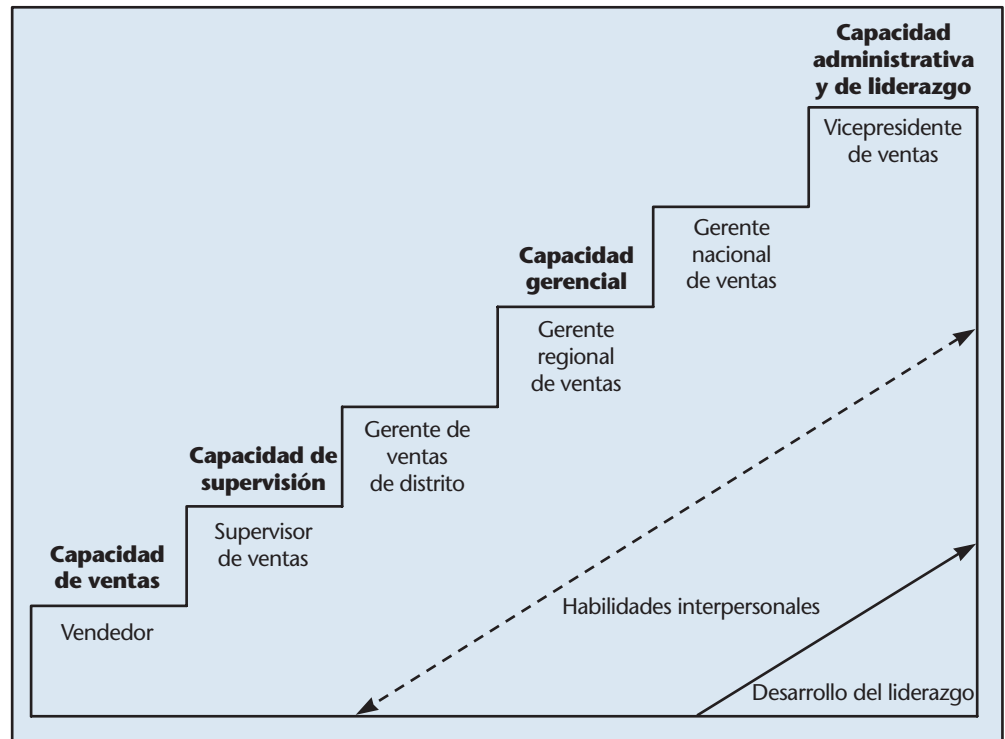 Capacidad
administrativa
y de liderazgo
Vicepresidente
de ventas
Gerente
nacional
de ventas
Capacidad
gerencial
Gerente
regional
de ventas
Gerente de
ventas
de distrito
Capacidad de
supervisión
Supervisor
de ventas
Capacidad
de ventas
Vendedor
Habilidades interpersonales
Desarrollo del liderazgo